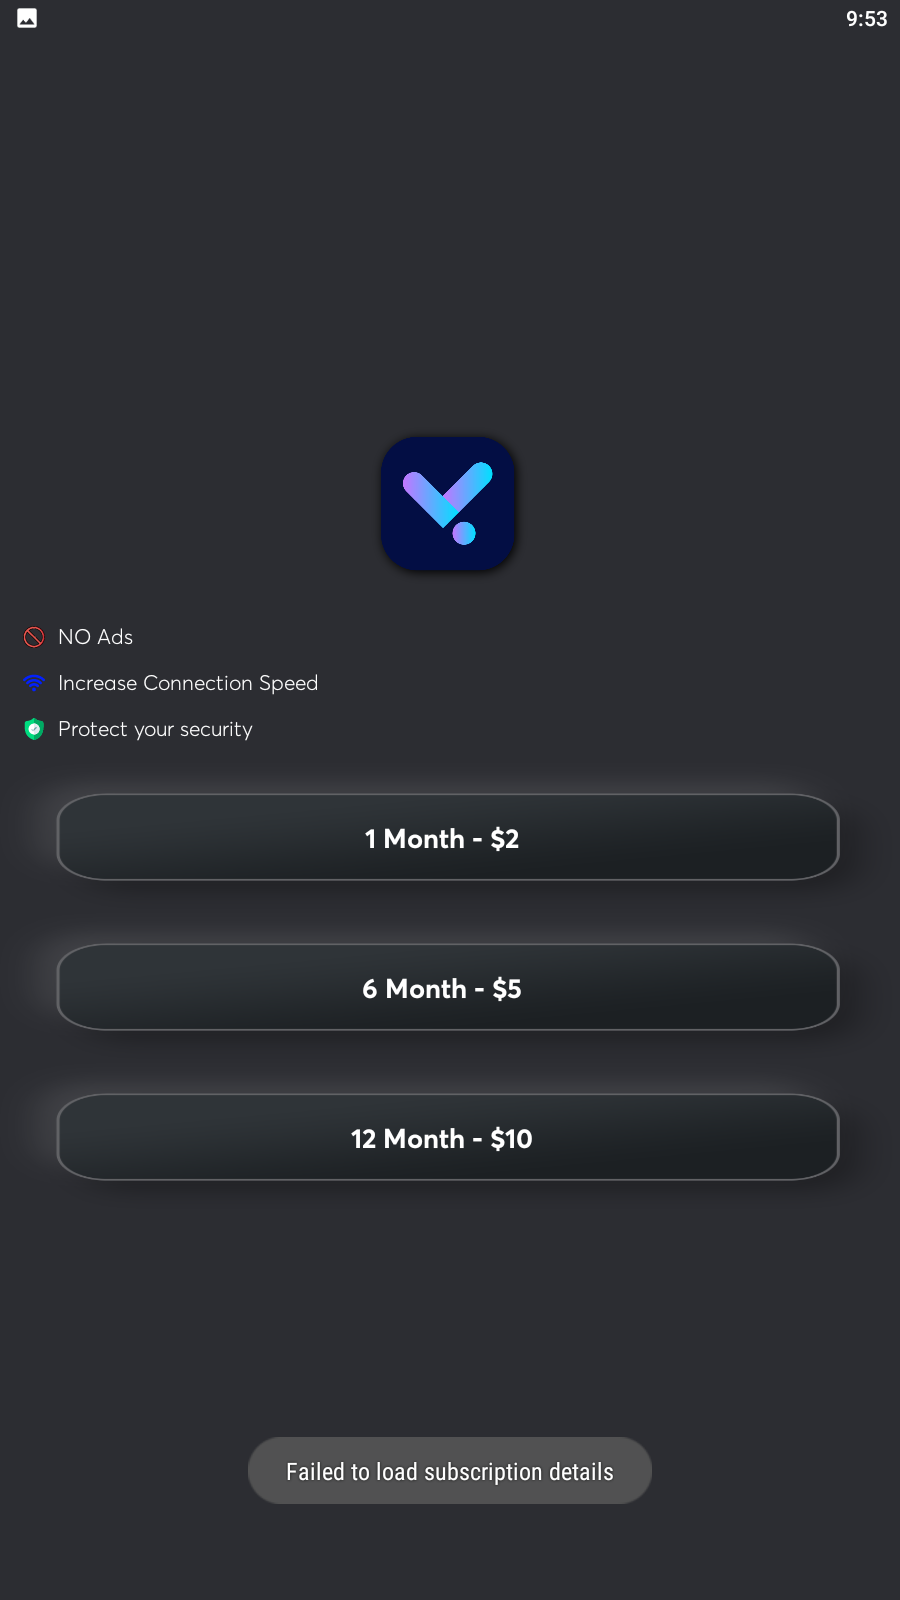 9:53
NO Ads
Increase Connection Speed
Protect your security
1 Month - $2
6 Month - $5
12 Month - $10
Failed to load subscription details